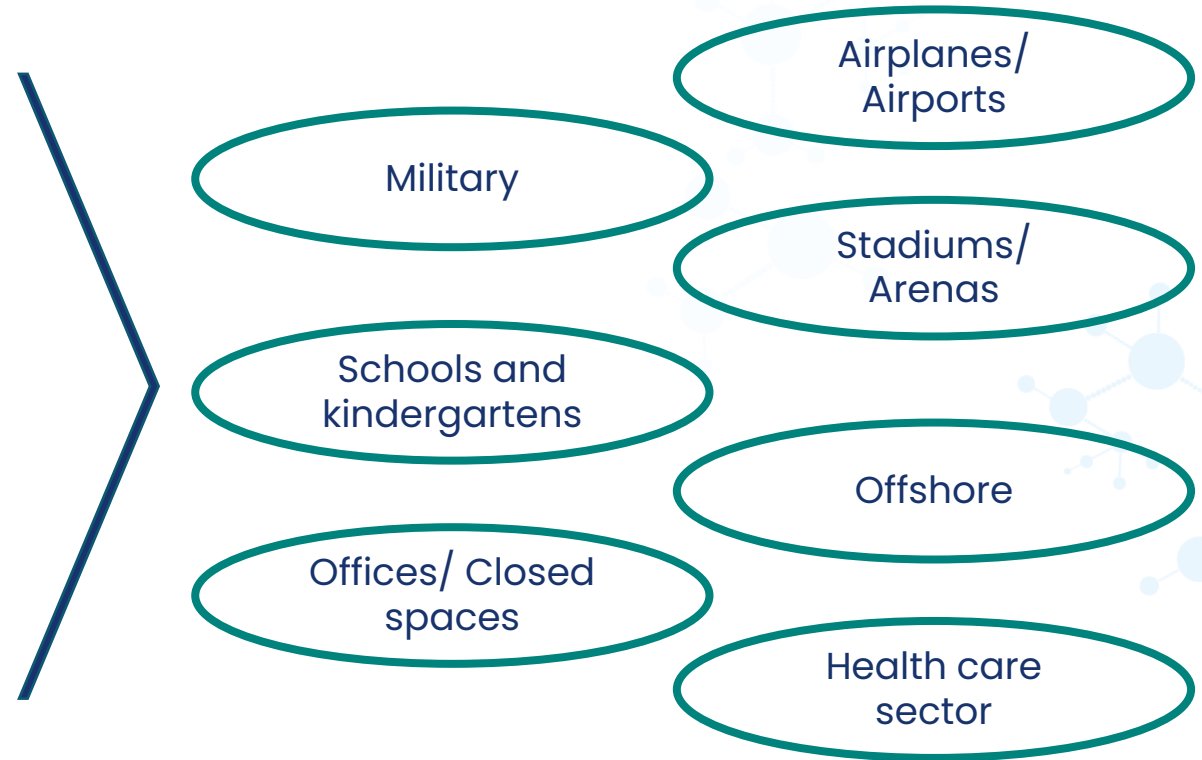 Airplanes/
Airports
Military
Stadiums/
Arenas
Schools and
kindergartens
Offshore
Offices/ Closed
spaces
Health care
sector